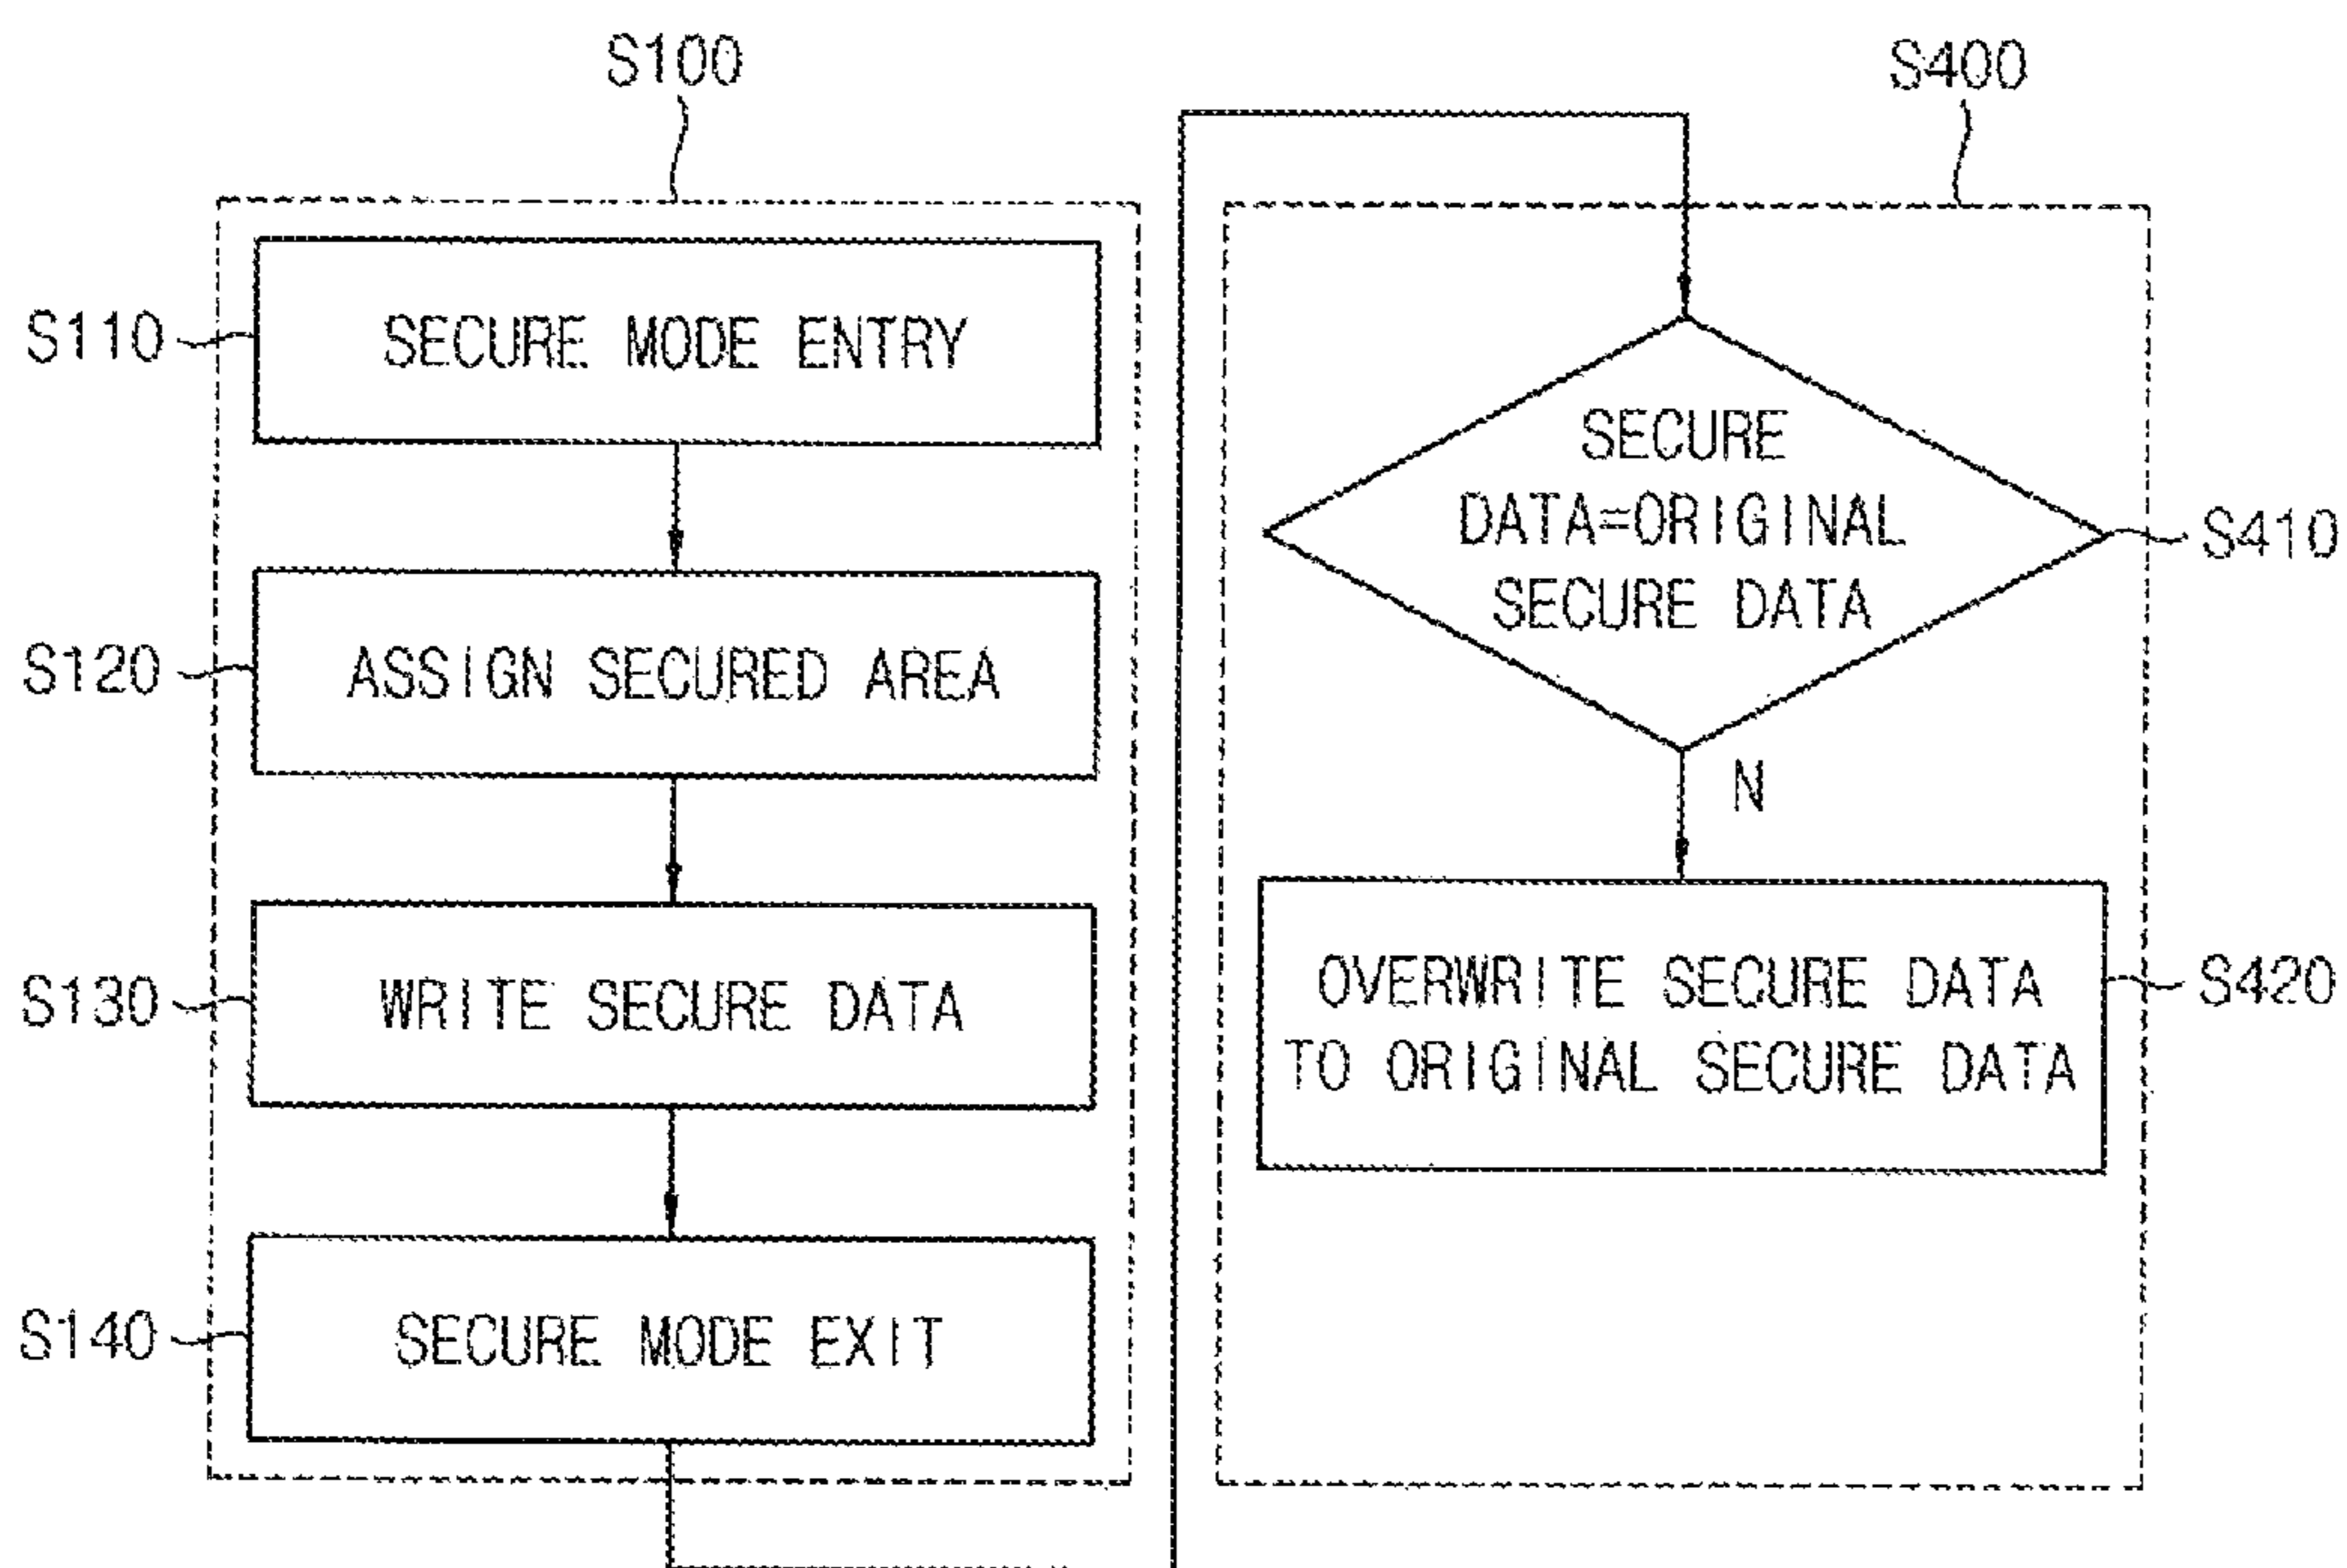 S100
S110
SECURE MODE ENTRY
S120
ASSIGN SECURED AREA
S130
WRITE SECURE DATA
S140
SECURE MODE EXIT
S400
SECURE
DATA=ORIGINAL
SECURE DATA
S410
N
OVERWRITE SECURE DATA
TO ORIGINAL SECURE DATA
S420